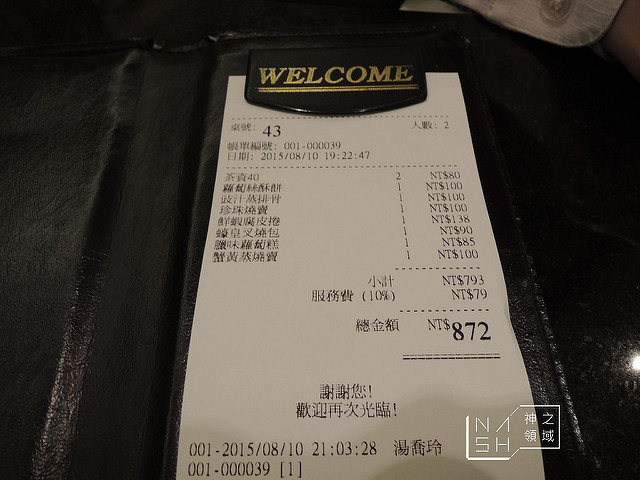 WELCOME
桌號: 43 人數: 2
帳單編號: 001-000039
日期: 2015/08/10 19:22:47
茶資40 2 NT$80
蘿蔔絲酥餅 1 NT$100
豉汁蒸排骨 1 NT$100
珍珠燒賣 1 NT$100
鮮蝦腐皮捲 1 NT$138
蠔皇叉燒包 1 NT$90
臘味蘿蔔糕 1 NT$85
蟹黃蒸燒賣 1 NT$100
小計 NT$793
服務費 (10%) NT$79
總金額 NT$872
謝謝您!
歡迎再次光臨!
001-2015/08/10 21:03:28 湯喬玲
001-000039 [1]
NASH 神之領域